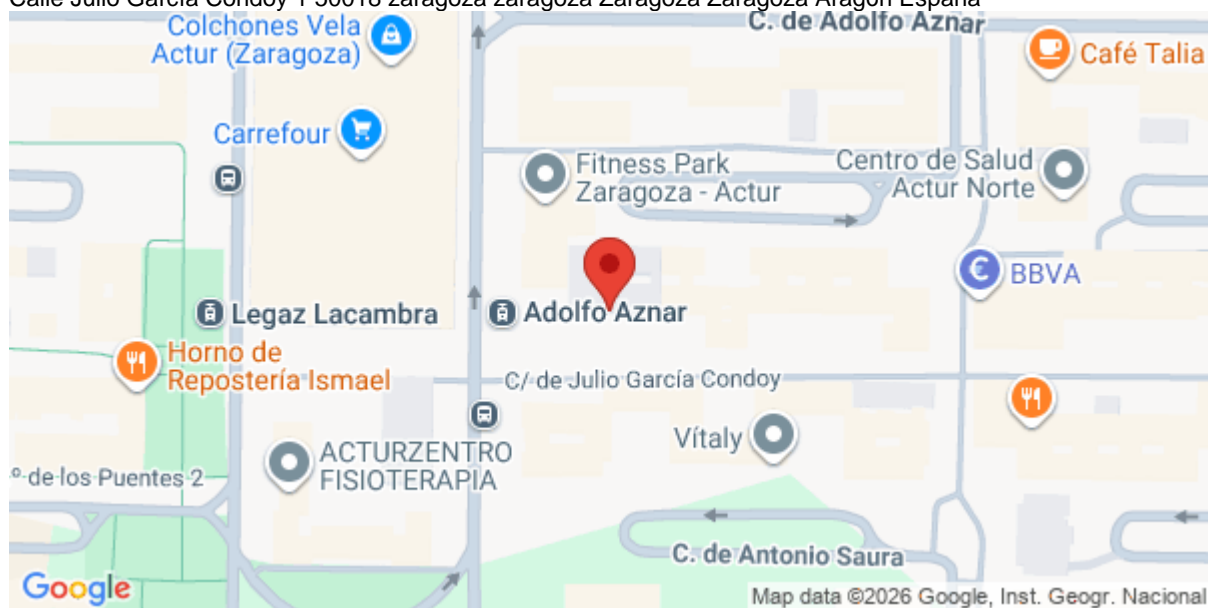 Calle Julio García Condoy 1 50018 zaragoza zaragoza Zaragoza Zaragoza Aragón España
Colchones Vela
Actur (Zaragoza)
C. de Adolfo Aznar
Café Talia
Carrefour
Fitness Park
Zaragoza - Actur
Centro de Salud
Actur Norte
BBVA
Legaz Lacambra
Adolfo Aznar
Horno de
Repostería Ismael
C/ de Julio García Condoy
Vítaly
ACTURZENTRO
FISIOTERAPIA
º de los Puentes 2
C. de Antonio Saura
Google
Map data ©2026 Google, Inst. Geogr. Nacional